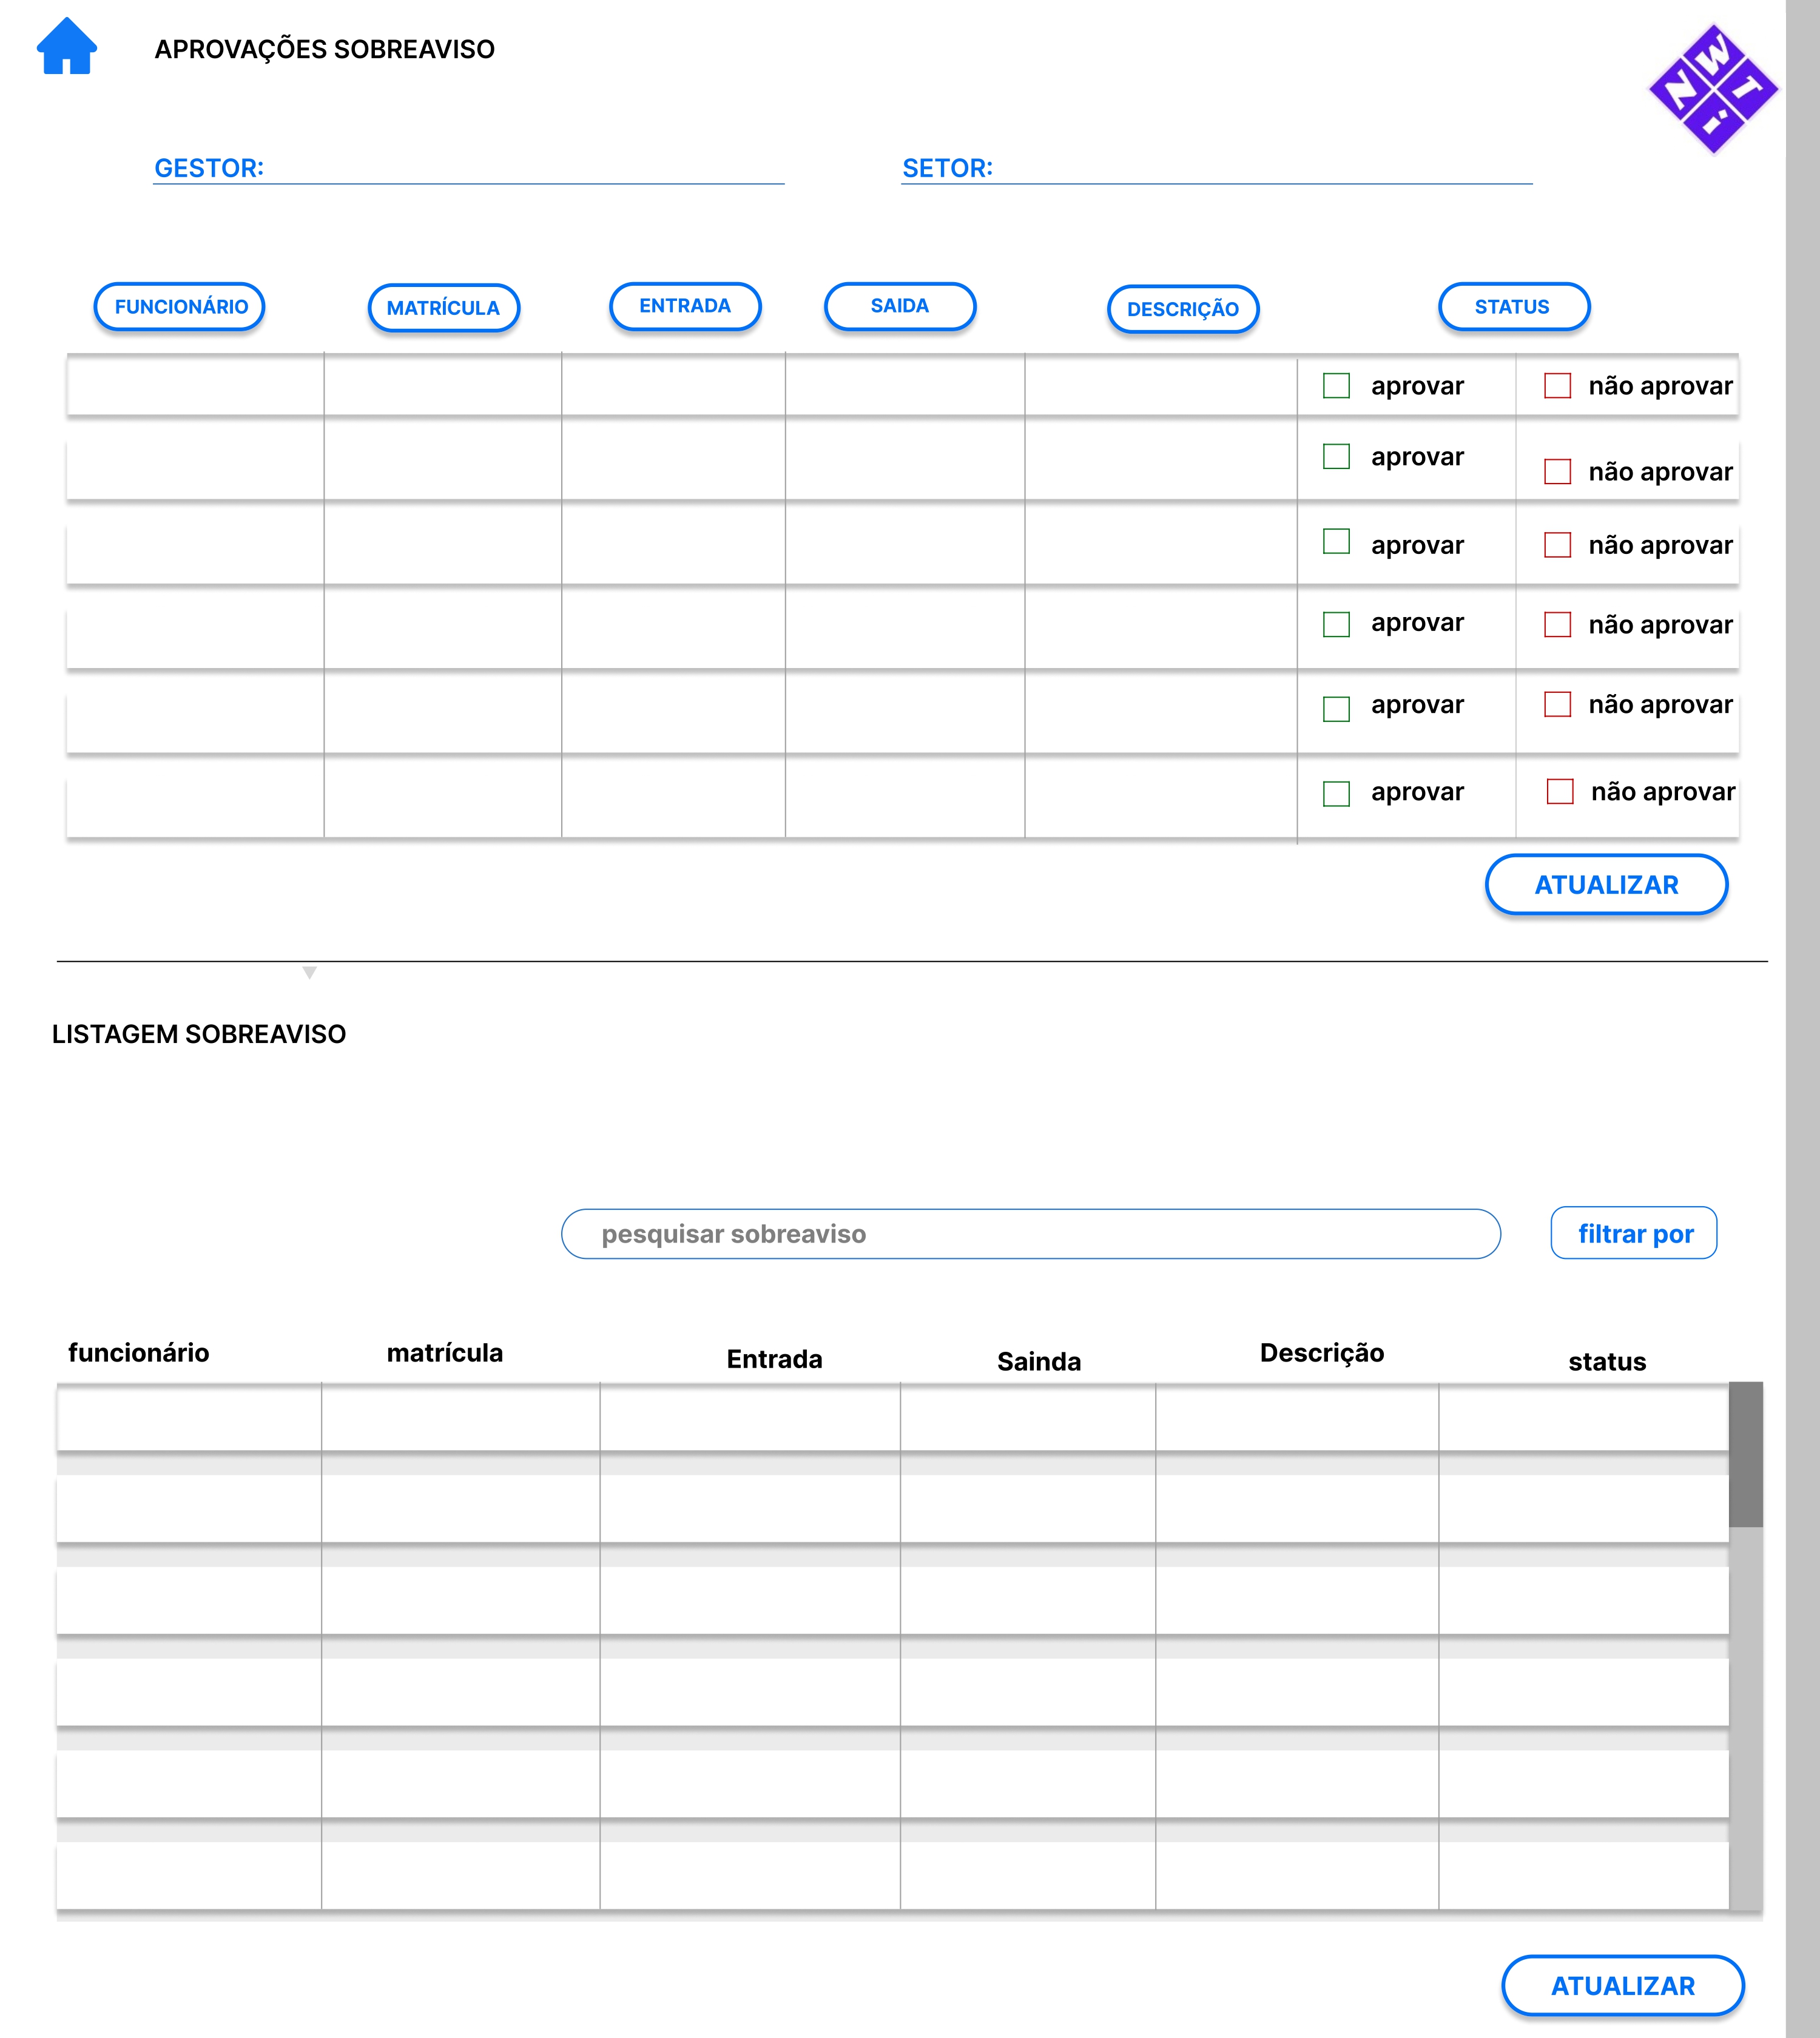 APROVAÇÕES SOBREAVISO
N W T i
GESTOR: SETOR:
FUNCIONÁRIO MATRÍCULA ENTRADA SAIDA DESCRIÇÃO STATUS
aprovar não aprovar
aprovar não aprovar
aprovar não aprovar
aprovar não aprovar
aprovar não aprovar
aprovar não aprovar
ATUALIZAR
LISTAGEM SOBREAVISO
pesquisar sobreaviso filtrar por
funcionário matrícula Entrada Sainda Descrição status
ATUALIZAR